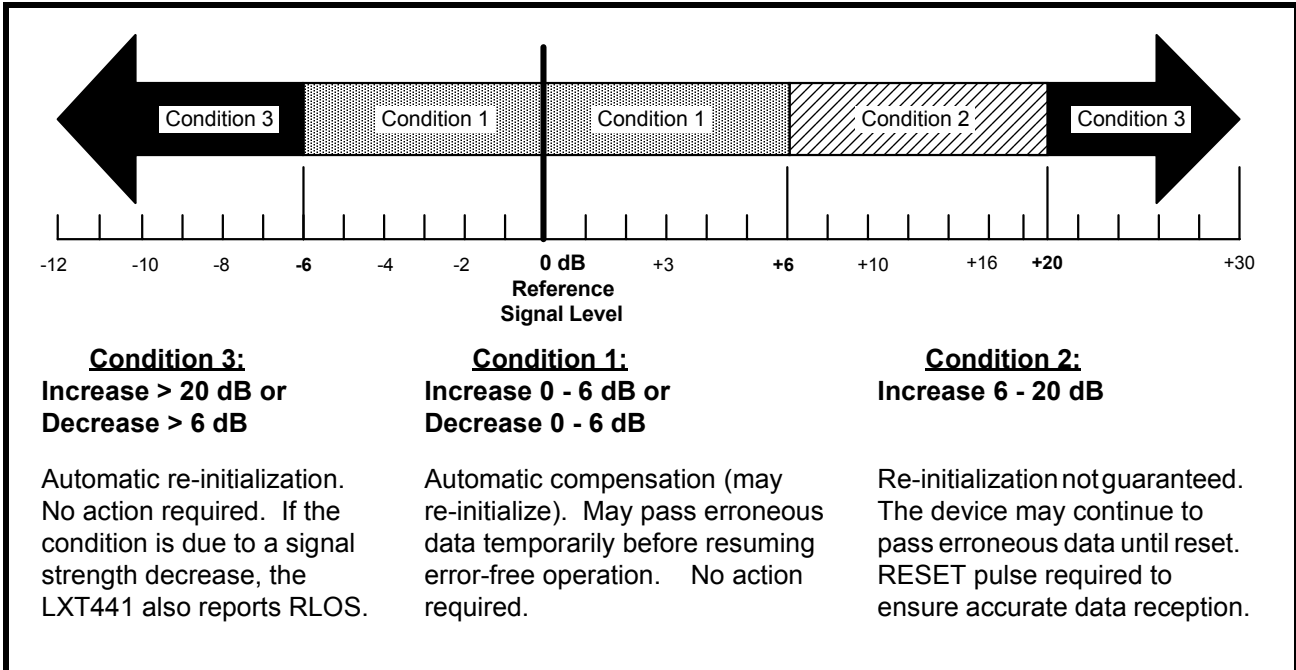 Condition 3 Condition 1 Condition 1 Condition 2 Condition 3
-12 -10 -8 -6 -4 -2 0 dB +3 +6 +10 +16 +20 +30
Reference
Signal Level
Condition 3:
Increase > 20 dB or
Decrease > 6 dB
Automatic re-initialization.
No action required. If the
condition is due to a signal
strength decrease, the
LXT441 also reports RLOS.
Condition 1:
Increase 0 - 6 dB or
Decrease 0 - 6 dB
Automatic compensation (may
re-initialize). May pass erroneous
data temporarily before resuming
error-free operation. No action
required.
Condition 2:
Increase 6 - 20 dB
Re-initialization not guaranteed.
The device may continue to
pass erroneous data until reset.
RESET pulse required to
ensure accurate data reception.